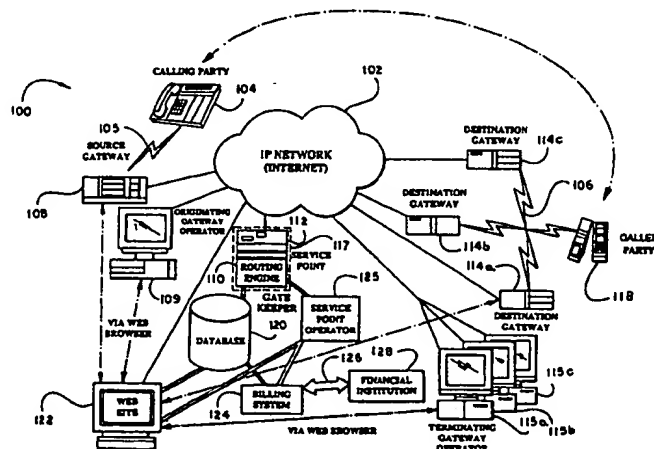 100
CALLING PARTY
104
102
105
SOURCE
GATEWAY
108
IP NETWORK
(INTERNET)
DESTINATION
GATEWAY
114c
106
DESTINATION
GATEWAY
114b
CALLED
PARTY
118
ORIGINATING GATEWAY
OPERATOR
109
112
117
SERVICE
POINT
110
ROUTING
ENGINE
GATE
KEEPER
125
SERVICE
POINT
OPERATOR
114a
DESTINATION
GATEWAY
VIA WEB
BROWSER
DATABASE
120
126
128
FINANCIAL
INSTITUTION
115c
122
WEB
SITE
124
BILLING
SYSTEM
VIA WEB BROWSER
TERMINATING
GATEWAY
OPERATOR
115a
115b